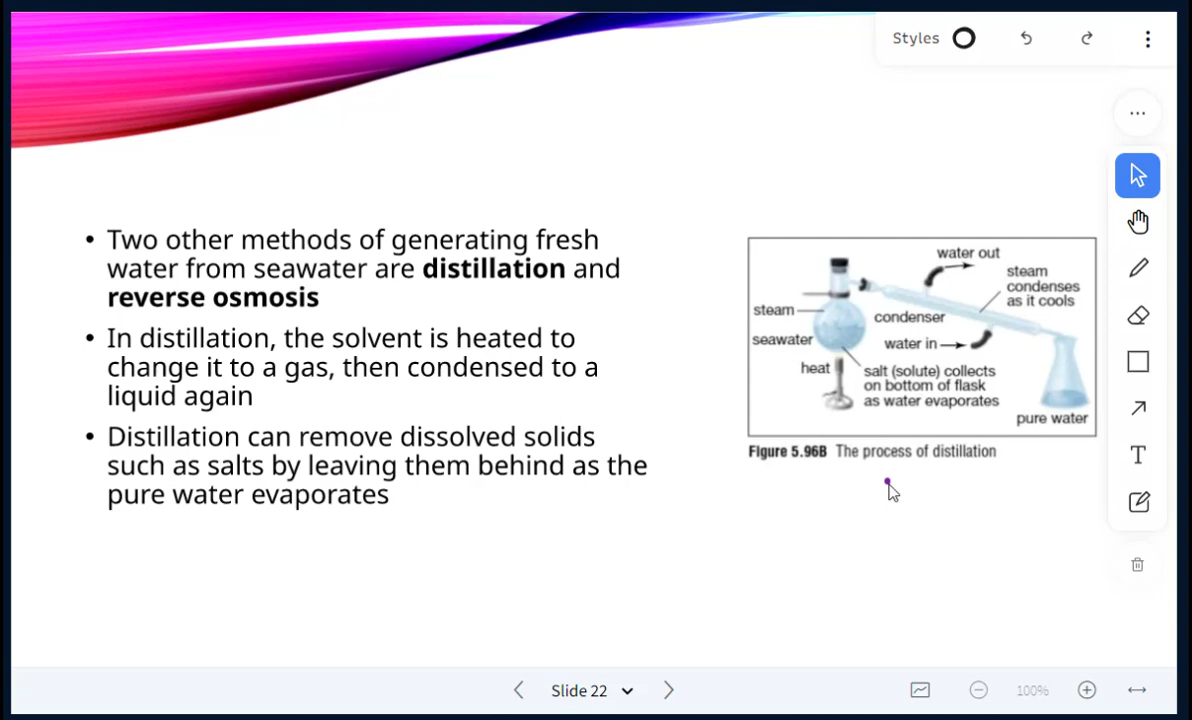 Styles
• Two other methods of generating fresh
water from seawater are distillation and
reverse osmosis
• In distillation, the solvent is heated to
change it to a gas, then condensed to a
liquid again
• Distillation can remove dissolved solids
such as salts by leaving them behind as the
pure water evaporates
water out
steam
condenses
as it cools
steam
condenser
seawater
water in
heat
salt (solute) collects
on bottom of flask
as water evaporates
pure water
Figure 5.96B The process of distillation
T
Slide 22
100%